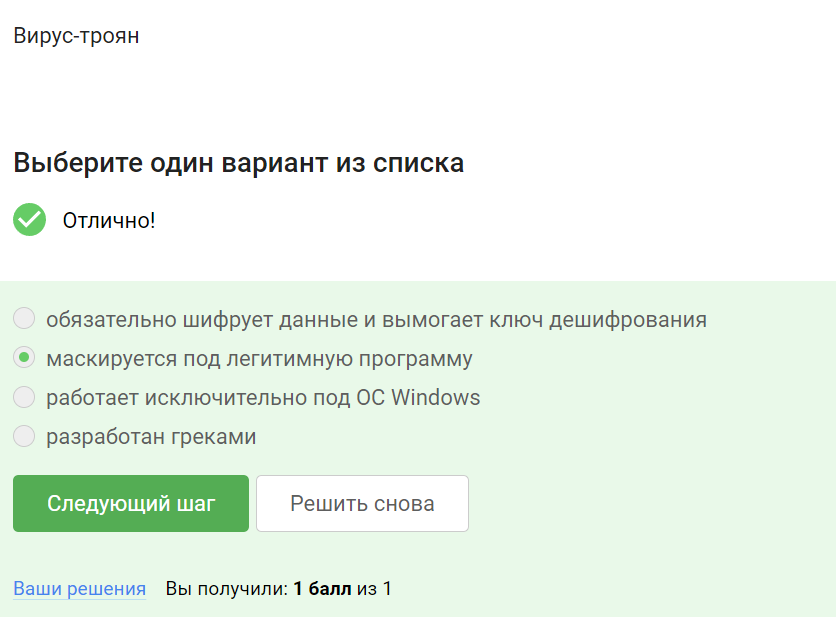 Вирус-троян
Выберите один вариант из списка
Отлично!
обязательно шифрует данные и вымогает ключ дешифрования
маскируется под легитимную программу
работает исключительно под ОС Windows
разработан греками
Следующий шаг
Решить снова
Ваши решения Вы получили: 1 балл из 1